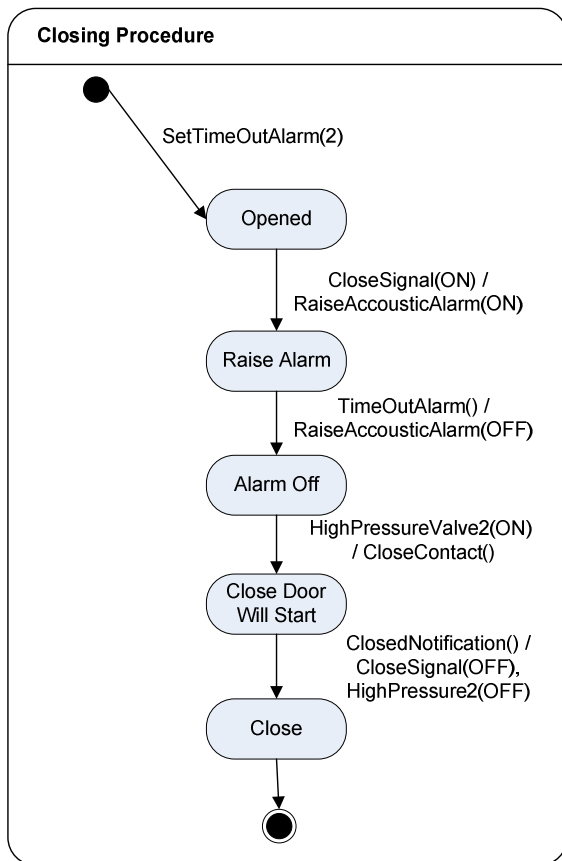 Closing Procedure
SetTimeOutAlarm(2)
Opened
CloseSignal(ON) /
RaiseAccousticAlarm(ON)
Raise Alarm
TimeOutAlarm() /
RaiseAccousticAlarm(OFF)
Alarm Off
HighPressureValve2(ON)
/ CloseContact()
Close Door
Will Start
ClosedNotification() /
CloseSignal(OFF),
HighPressure2(OFF)
Close